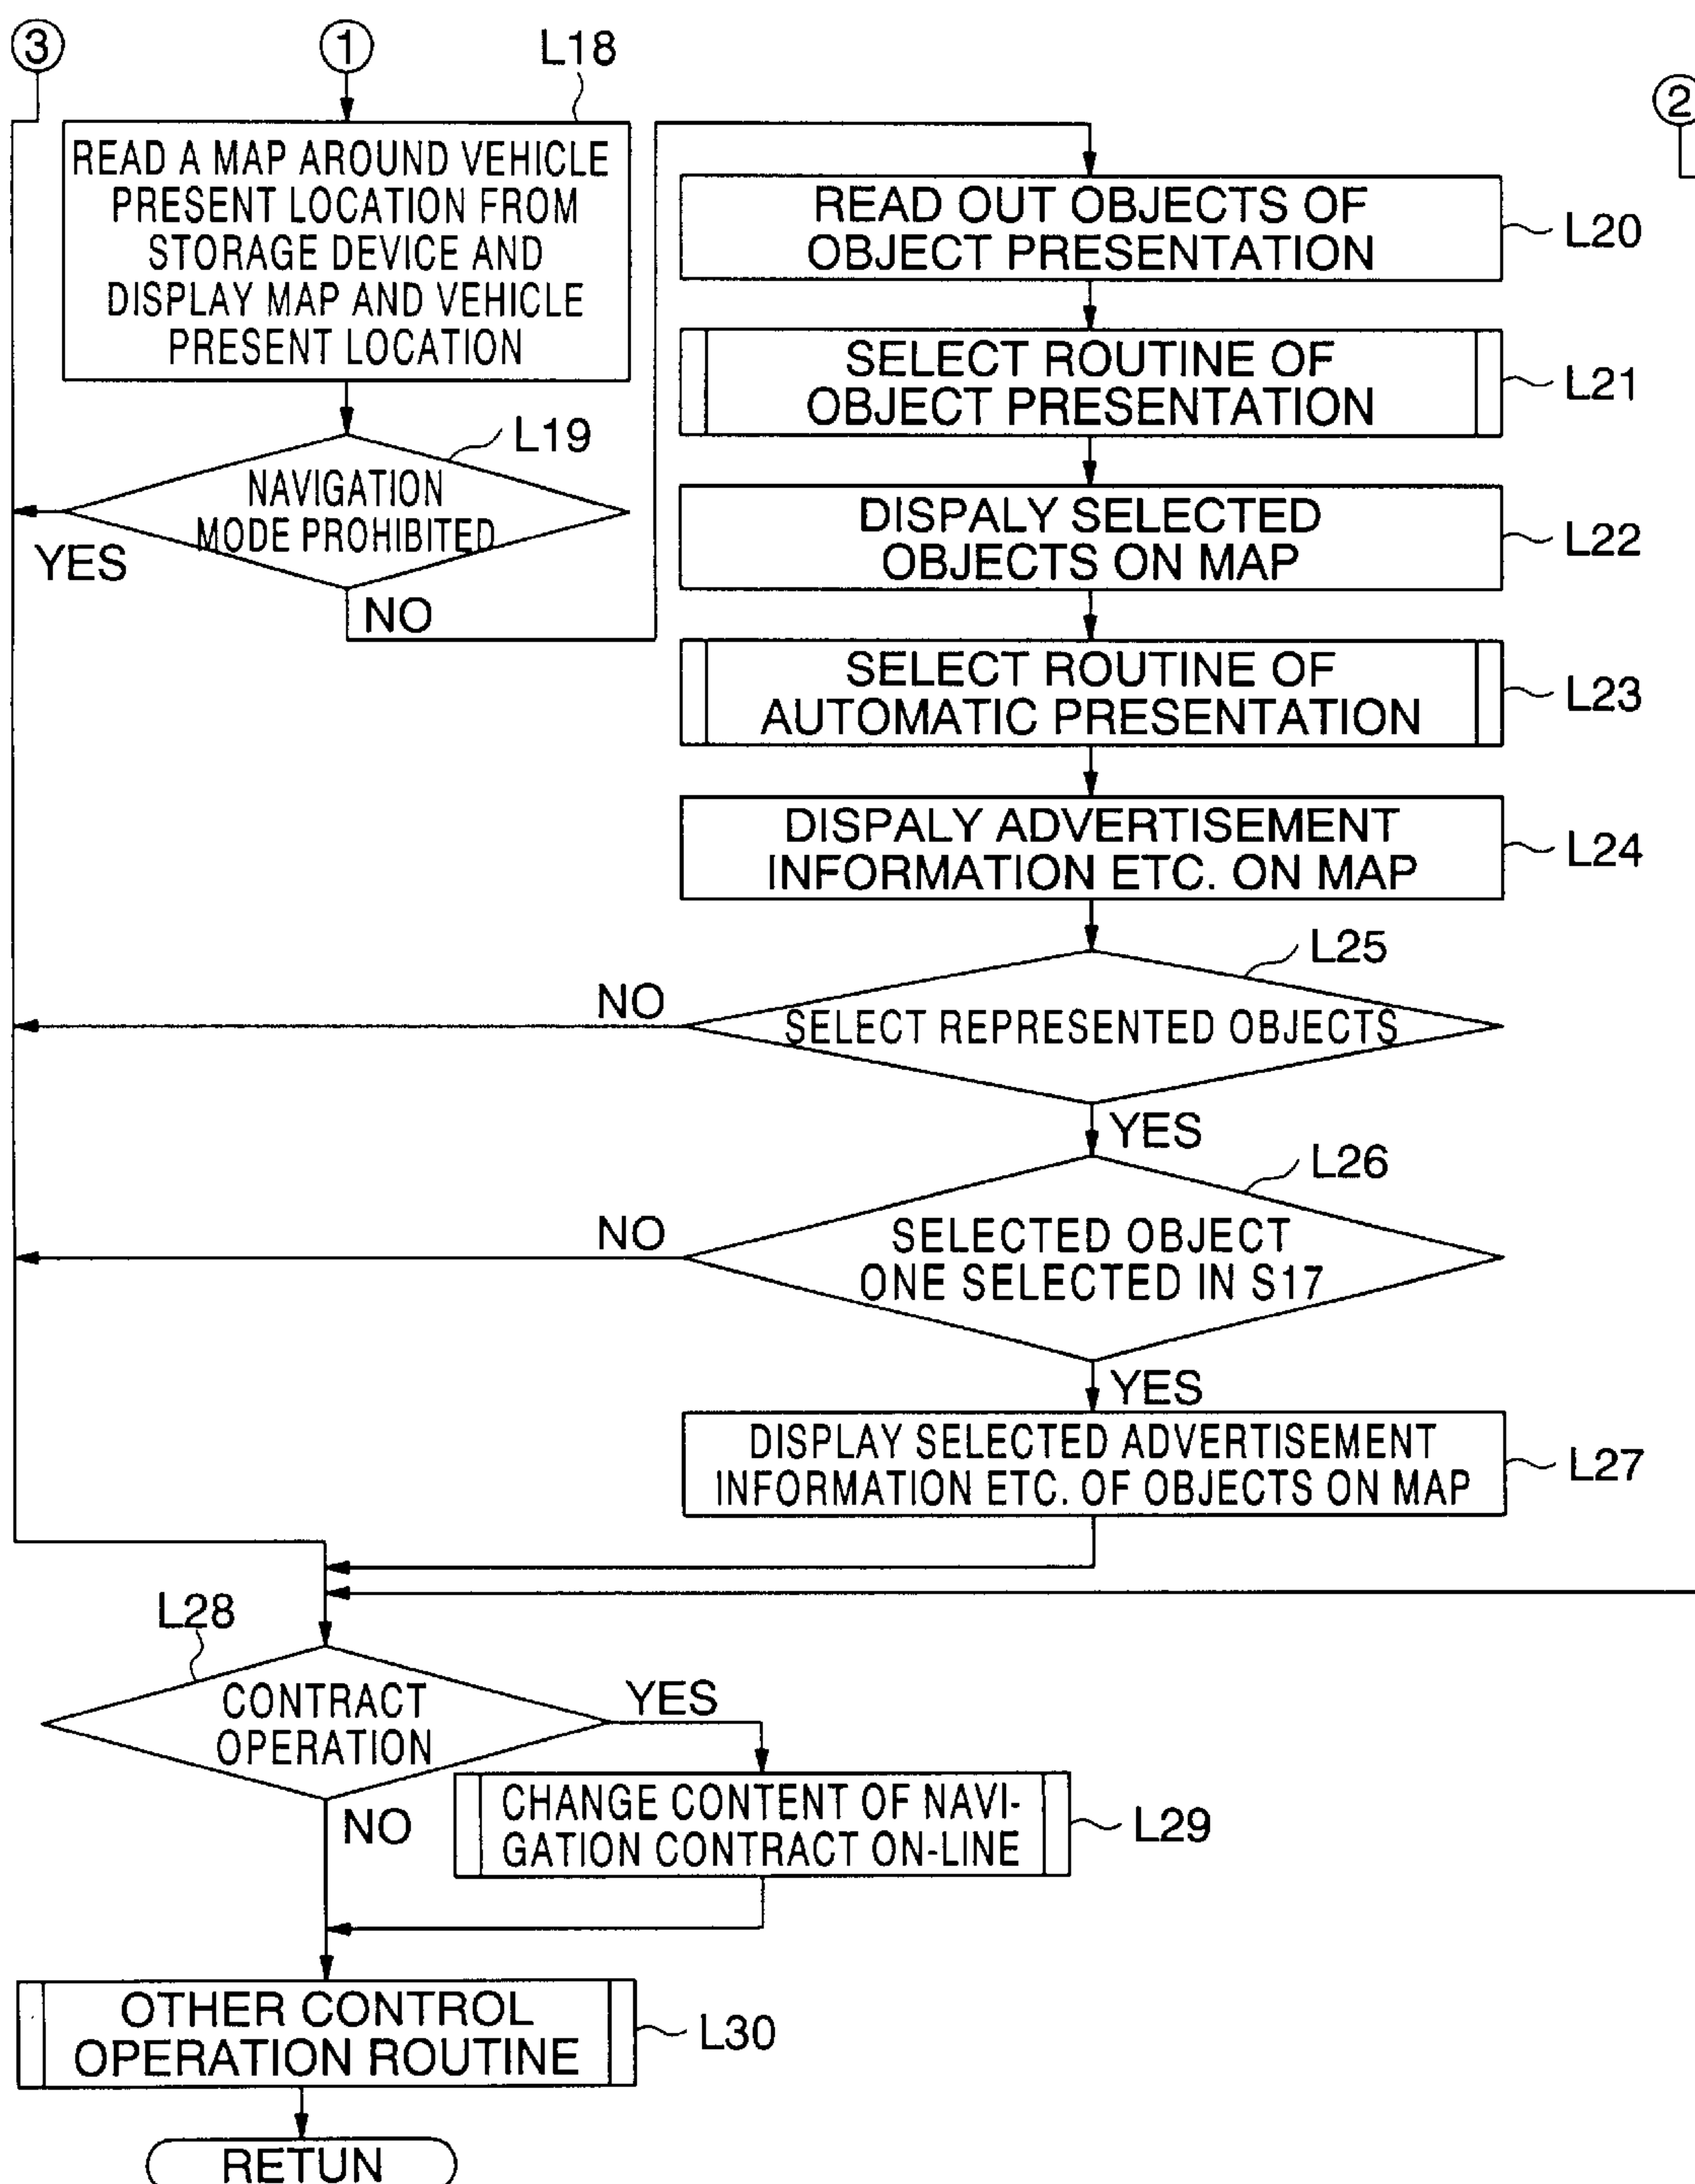 3
1
L18
2
READ A MAP AROUND VEHICLE
PRESENT LOCATION FROM
STORAGE DEVICE AND
DISPLAY MAP AND VEHICLE
PRESENT LOCATION
L19
NAVIGATION
MODE PROHIBITED
YES
NO
READ OUT OBJECTS OF
OBJECT PRESENTATION
L20
SELECT ROUTINE OF
OBJECT PRESENTATION
L21
DISPALY SELECTED
OBJECTS ON MAP
L22
SELECT ROUTINE OF
AUTOMATIC PRESENTATION
L23
DISPALY ADVERTISEMENT
INFORMATION ETC. ON MAP
L24
L25
NO
SELECT REPRESENTED OBJECTS
YES
L26
NO
SELECTED OBJECT
ONE SELECTED IN S17
YES
DISPLAY SELECTED ADVERTISEMENT
INFORMATION ETC. OF OBJECTS ON MAP
L27
L28
CONTRACT
OPERATION
YES
NO
CHANGE CONTENT OF NAVI-
GATION CONTRACT ON-LINE
L29
OTHER CONTROL
OPERATION ROUTINE
L30
RETUN